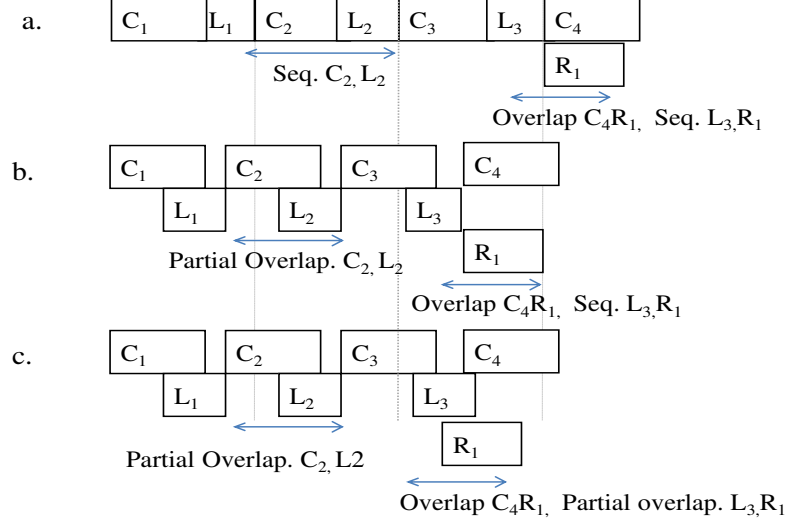 a. C₁ L₁ C₂ L₂ C₃ L₃ C₄
R₁
Seq. C₂, L₂
Overlap C₄R₁, Seq. L₃,R₁
b. C₁ C₂ C₃ C₄
L₁ L₂ L₃
R₁
Partial Overlap. C₂, L₂
Overlap C₄R₁, Seq. L₃,R₁
c. C₁ C₂ C₃ C₄
L₁ L₂ L₃
R₁
Partial Overlap. C₂, L2
Overlap C₄R₁, Partial overlap. L₃,R₁